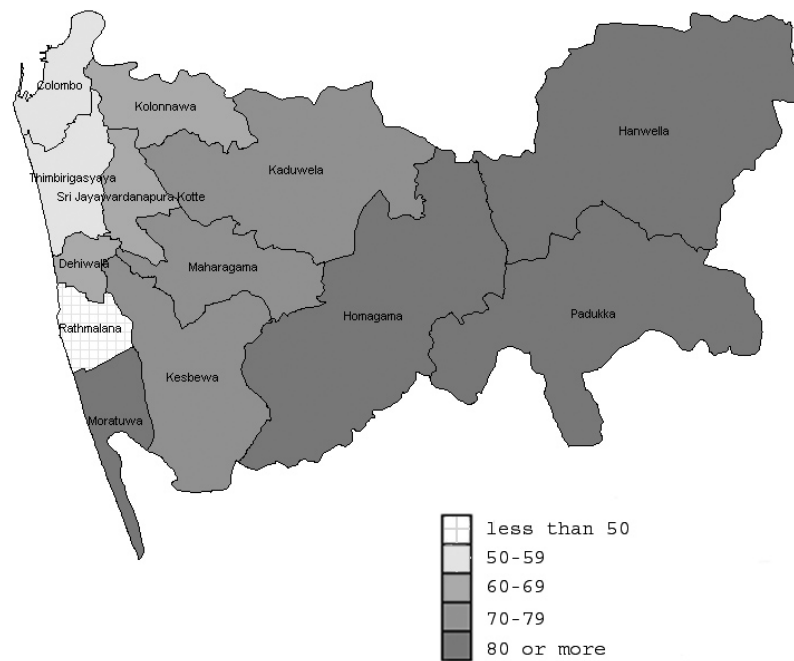 Colombo
Kolonnawa
Hanwella
Kaduwela
Thimbirigasyaya
Sri Jayawardanapura Kotte
Dehiwala
Maharagama
Homagama
Padukka
Rathmalana
Kesbewa
Moratuwa
less than 50
50-59
60-69
70-79
80 or more